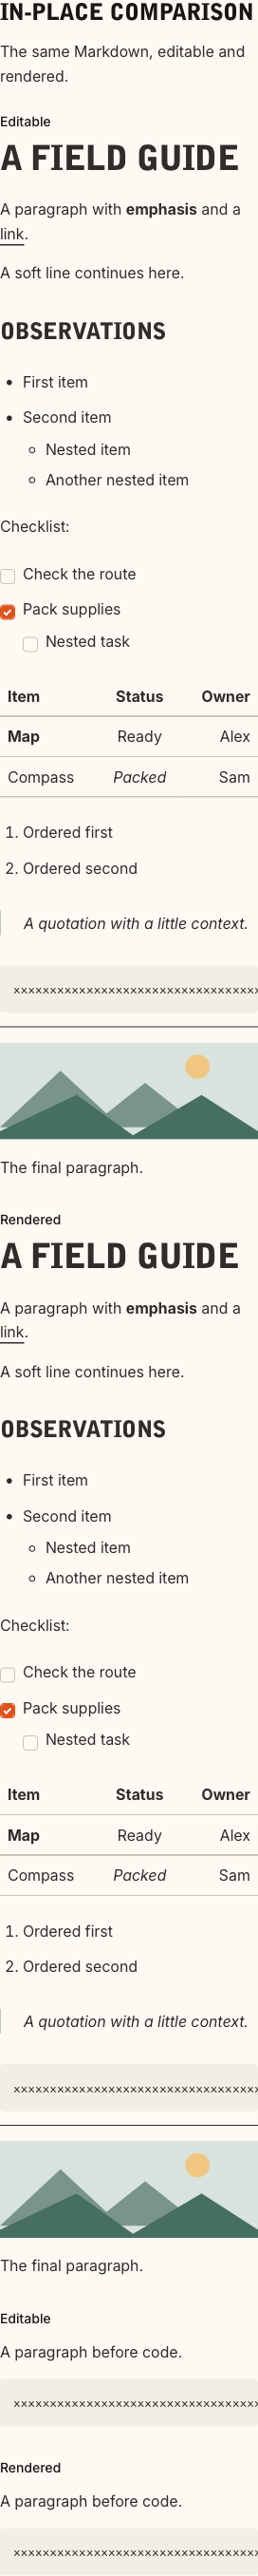 IN-PLACE COMPARISON
The same Markdown, editable and
rendered.
Editable
A FIELD GUIDE
A paragraph with emphasis and a
link.
A soft line continues here.
OBSERVATIONS
First item
Second item
Nested item
Another nested item
Checklist:
Check the route
Pack supplies
Nested task
Item Status Owner
Map Ready Alex
Compass Packed Sam
1. Ordered first
2. Ordered second
A quotation with a little context.
The final paragraph.
Rendered
A FIELD GUIDE
A paragraph with emphasis and a
link.
A soft line continues here.
OBSERVATIONS
First item
Second item
Nested item
Another nested item
Checklist:
Check the route
Pack supplies
Nested task
Item Status Owner
Map Ready Alex
Compass Packed Sam
1. Ordered first
2. Ordered second
A quotation with a little context.
The final paragraph.
Editable
A paragraph before code.
Rendered
A paragraph before code.